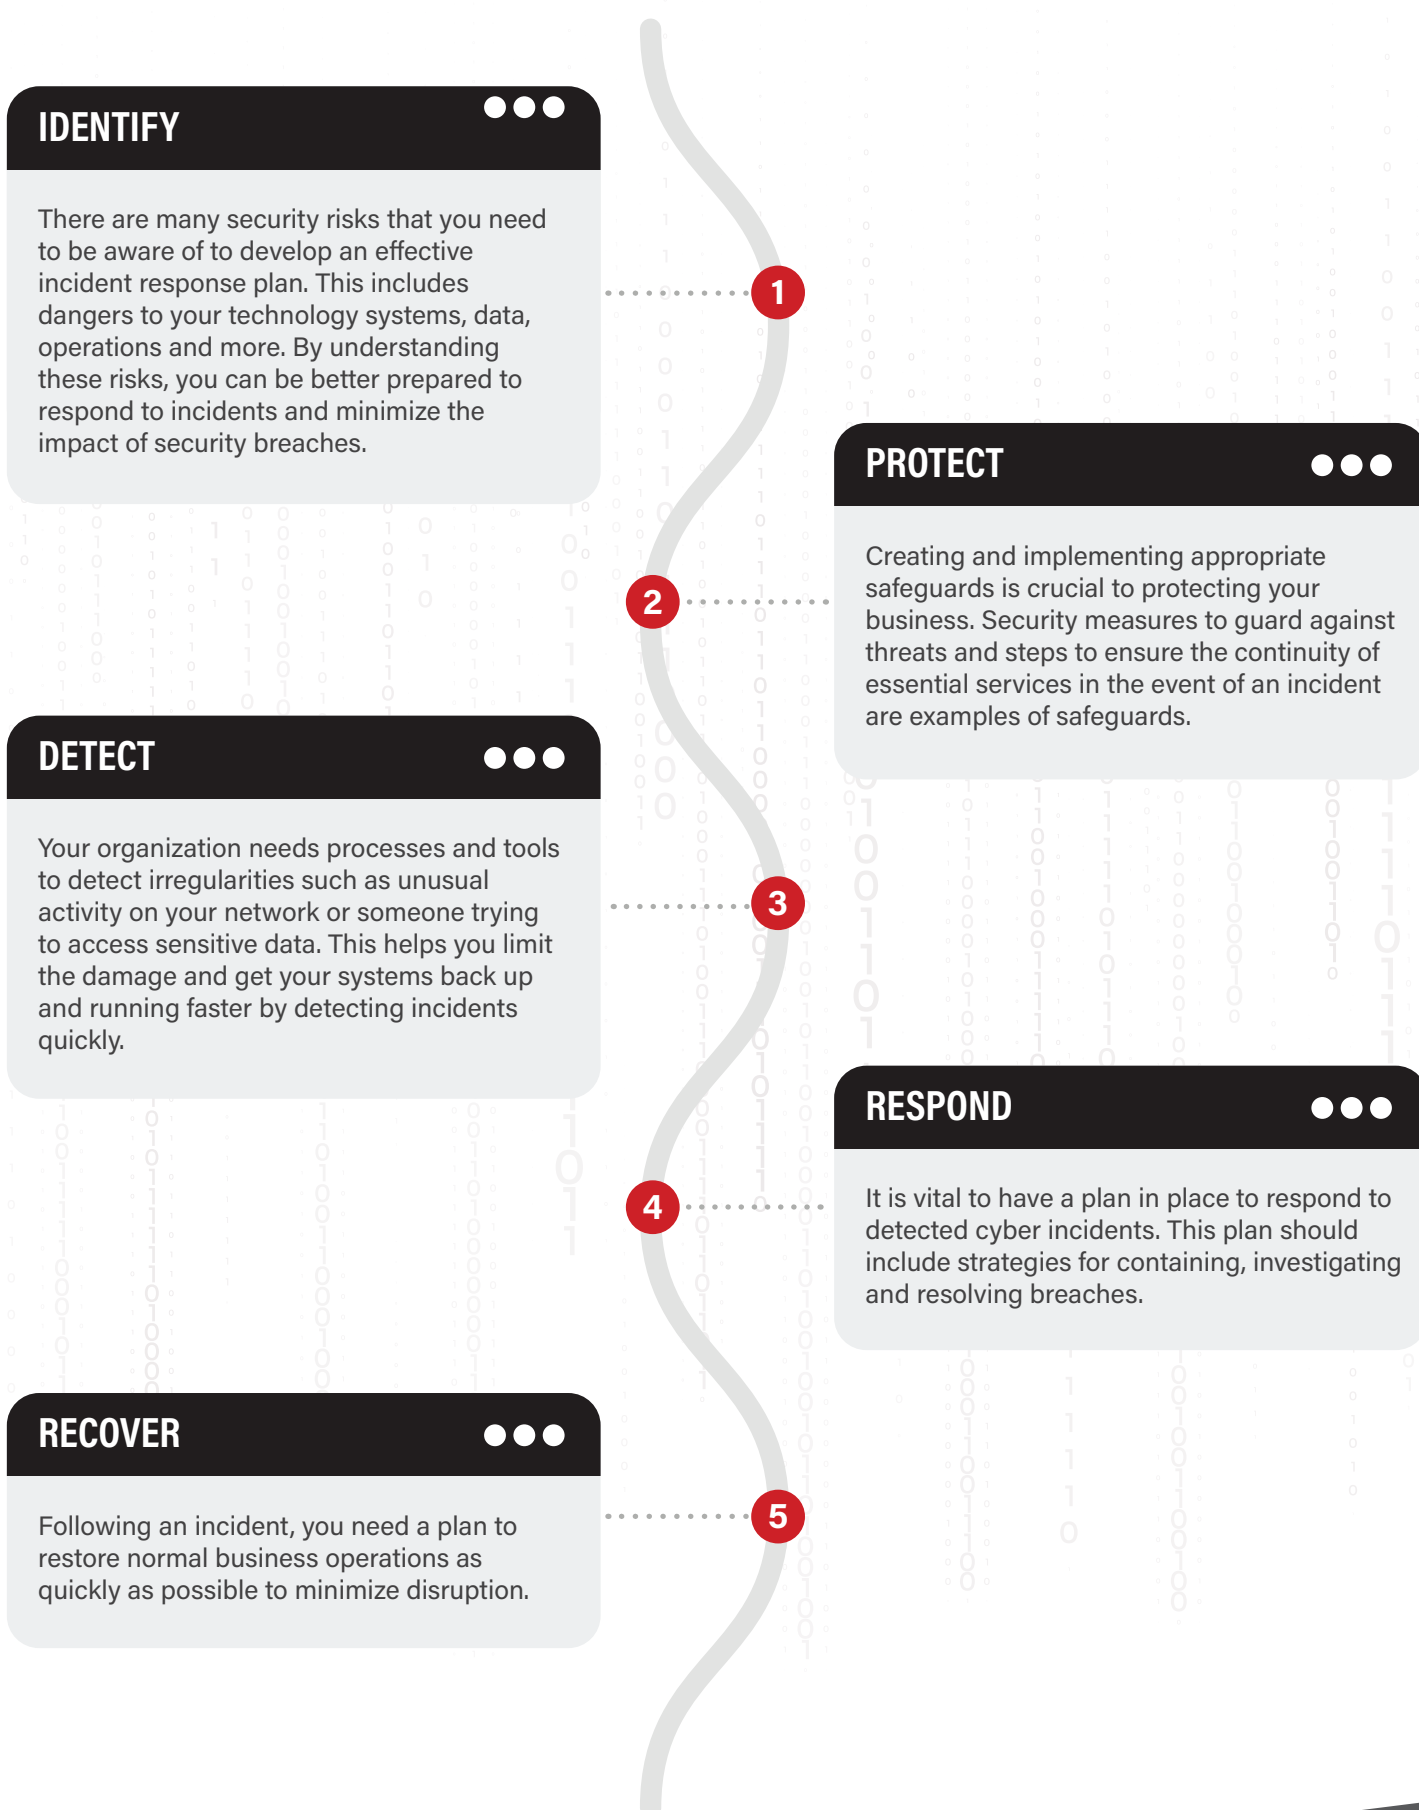 IDENTIFY
There are many security risks that you need
to be aware of to develop an effective
incident response plan. This includes
dangers to your technology systems, data,
operations and more. By understanding
these risks, you can be better prepared to
respond to incidents and minimize the
impact of security breaches.
1
PROTECT
Creating and implementing appropriate
safeguards is crucial to protecting your
business. Security measures to guard against
threats and steps to ensure the continuity of
essential services in the event of an incident
are examples of safeguards.
2
DETECT
Your organization needs processes and tools
to detect irregularities such as unusual
activity on your network or someone trying
to access sensitive data. This helps you limit
the damage and get your systems back up
and running faster by detecting incidents
quickly.
3
RESPOND
It is vital to have a plan in place to respond to
detected cyber incidents. This plan should
include strategies for containing, investigating
and resolving breaches.
4
RECOVER
Following an incident, you need a plan to
restore normal business operations as
quickly as possible to minimize disruption.
5